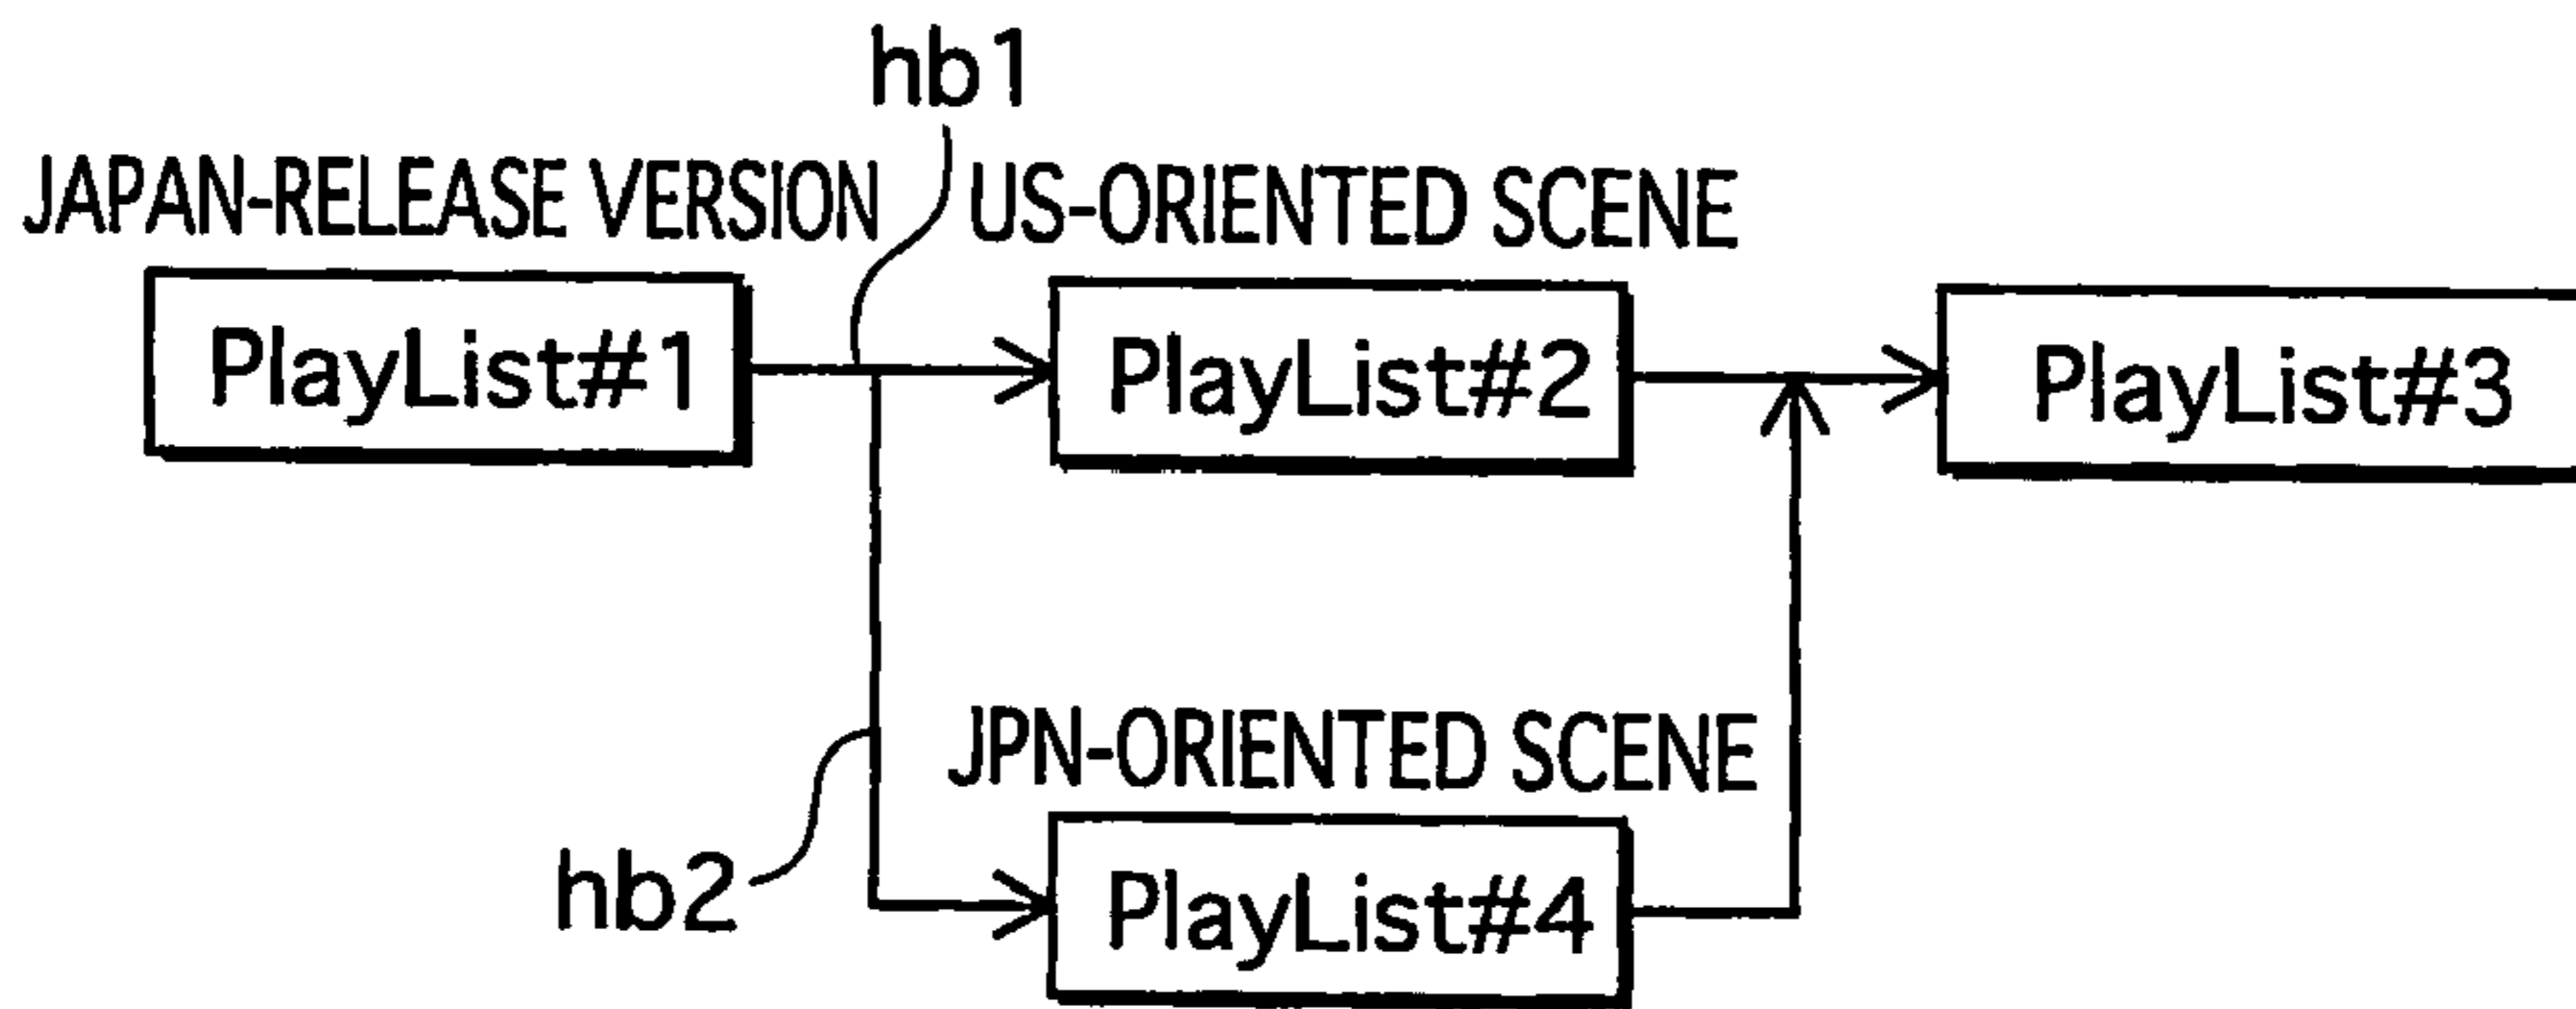 hb1
JAPAN-RELEASE VERSION
US-ORIENTED SCENE
PlayList#1
PlayList#2
PlayList#3
JPN-ORIENTED SCENE
hb2
PlayList#4